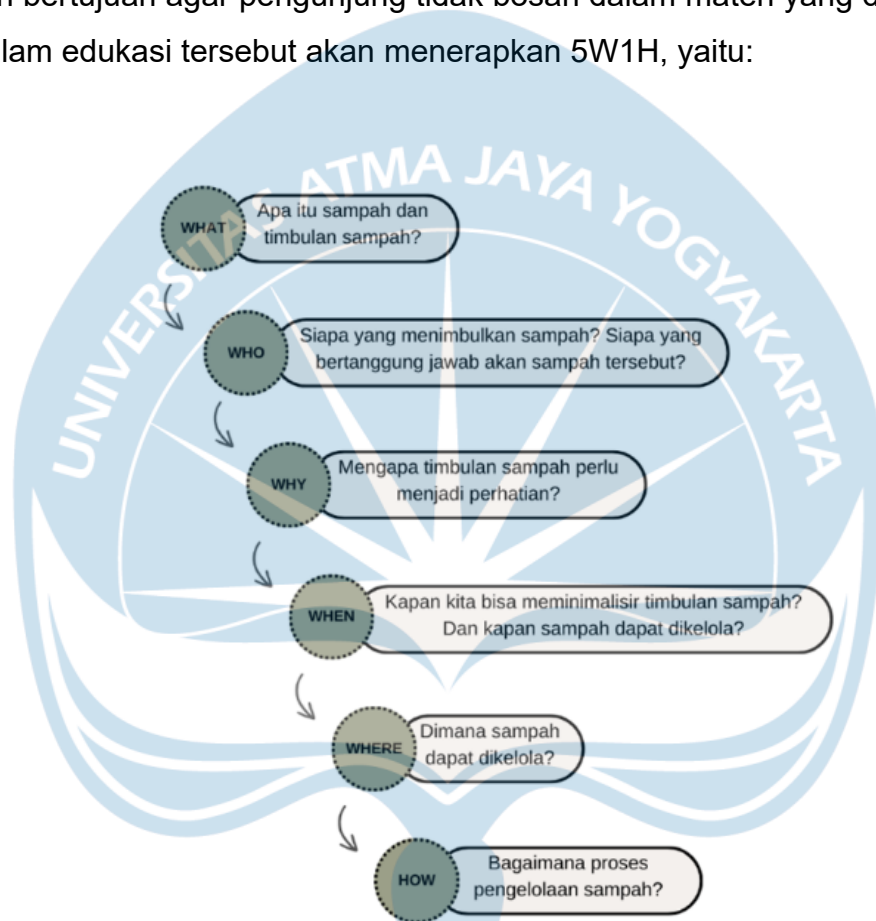 bertujuan agar pengunjung tidak bosan dalam materi yang
edukasi tersebut akan menerapkan 5W1H, yaitu:
UNIVERSITAS ATMA JAYA YOGYAKARTA
WHAT
Apa itu sampah dan
timbulan sampah?
WHO
Siapa yang menimbulkan sampah? Siapa yang
bertanggung jawab akan sampah tersebut?
WHY
Mengapa timbulan sampah perlu
menjadi perhatian?
WHEN
Kapan kita bisa meminimalisir timbulan sampah?
Dan kapan sampah dapat dikelola?
WHERE
Dimana sampah
dapat dikelola?
HOW
Bagaimana proses
pengelolaan sampah?